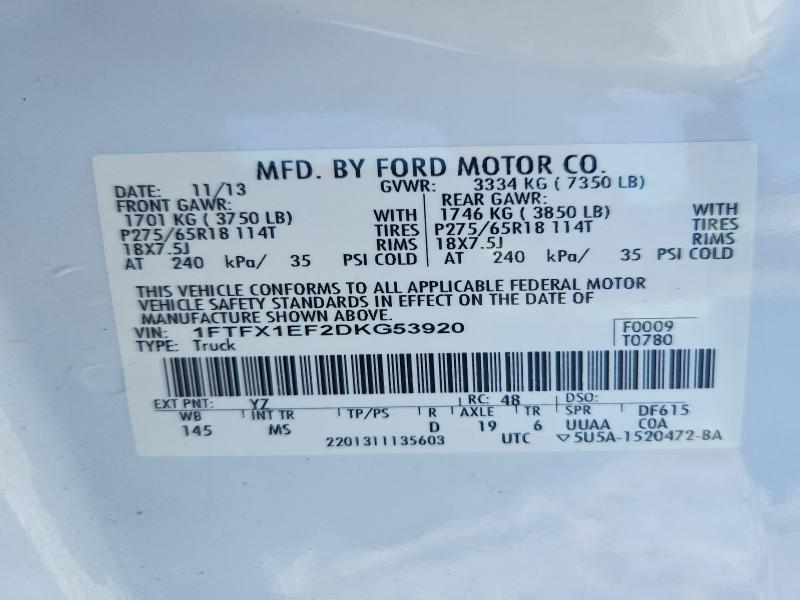 MFD. BY FORD MOTOR CO.
DATE: 11/13 GVWR: 3334 KG ( 7350 LB)
FRONT GAWR: REAR GAWR:
1701 KG ( 3750 LB) WITH 1746 KG ( 3850 LB) WITH
P275/65R18 114T TIRES P275/65R18 114T TIRES
18X7.5J RIMS 18X7.5J RIMS
AT 240 kPa/ 35 PSI COLD AT 240 kPa/ 35 PSI COLD
THIS VEHICLE CONFORMS TO ALL APPLICABLE FEDERAL MOTOR
VEHICLE SAFETY STANDARDS IN EFFECT ON THE DATE OF
MANUFACTURE SHOWN ABOVE.
VIN: 1FTFX1EF2DKG53920 F0009
TYPE: Truck T0780
EXT PNT: YZ RC: 48 DSO:
WB INT TR TP/PS R AXLE TR SPR DF615
145 MS D 19 6 UUAA COA
2201311135603 UTC ▽5U5A-1520472-BA